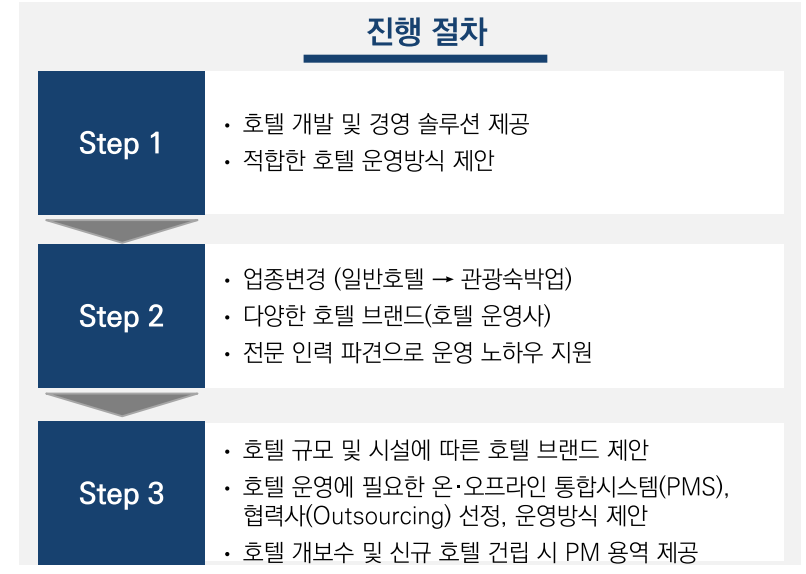 진행 절차
Step 1
• 호텔 개발 및 경영 솔루션 제공
• 적합한 호텔 운영방식 제안
Step 2
• 업종변경 (일반호텔 → 관광숙박업)
• 다양한 호텔 브랜드(호텔 운영사)
• 전문 인력 파견으로 운영 노하우 지원
Step 3
• 호텔 규모 및 시설에 따른 호텔 브랜드 제안
• 호텔 운영에 필요한 온·오프라인 통합시스템(PMS),
협력사(Outsourcing) 선정, 운영방식 제안
• 호텔 개보수 및 신규 호텔 건립 시 PM 용역 제공